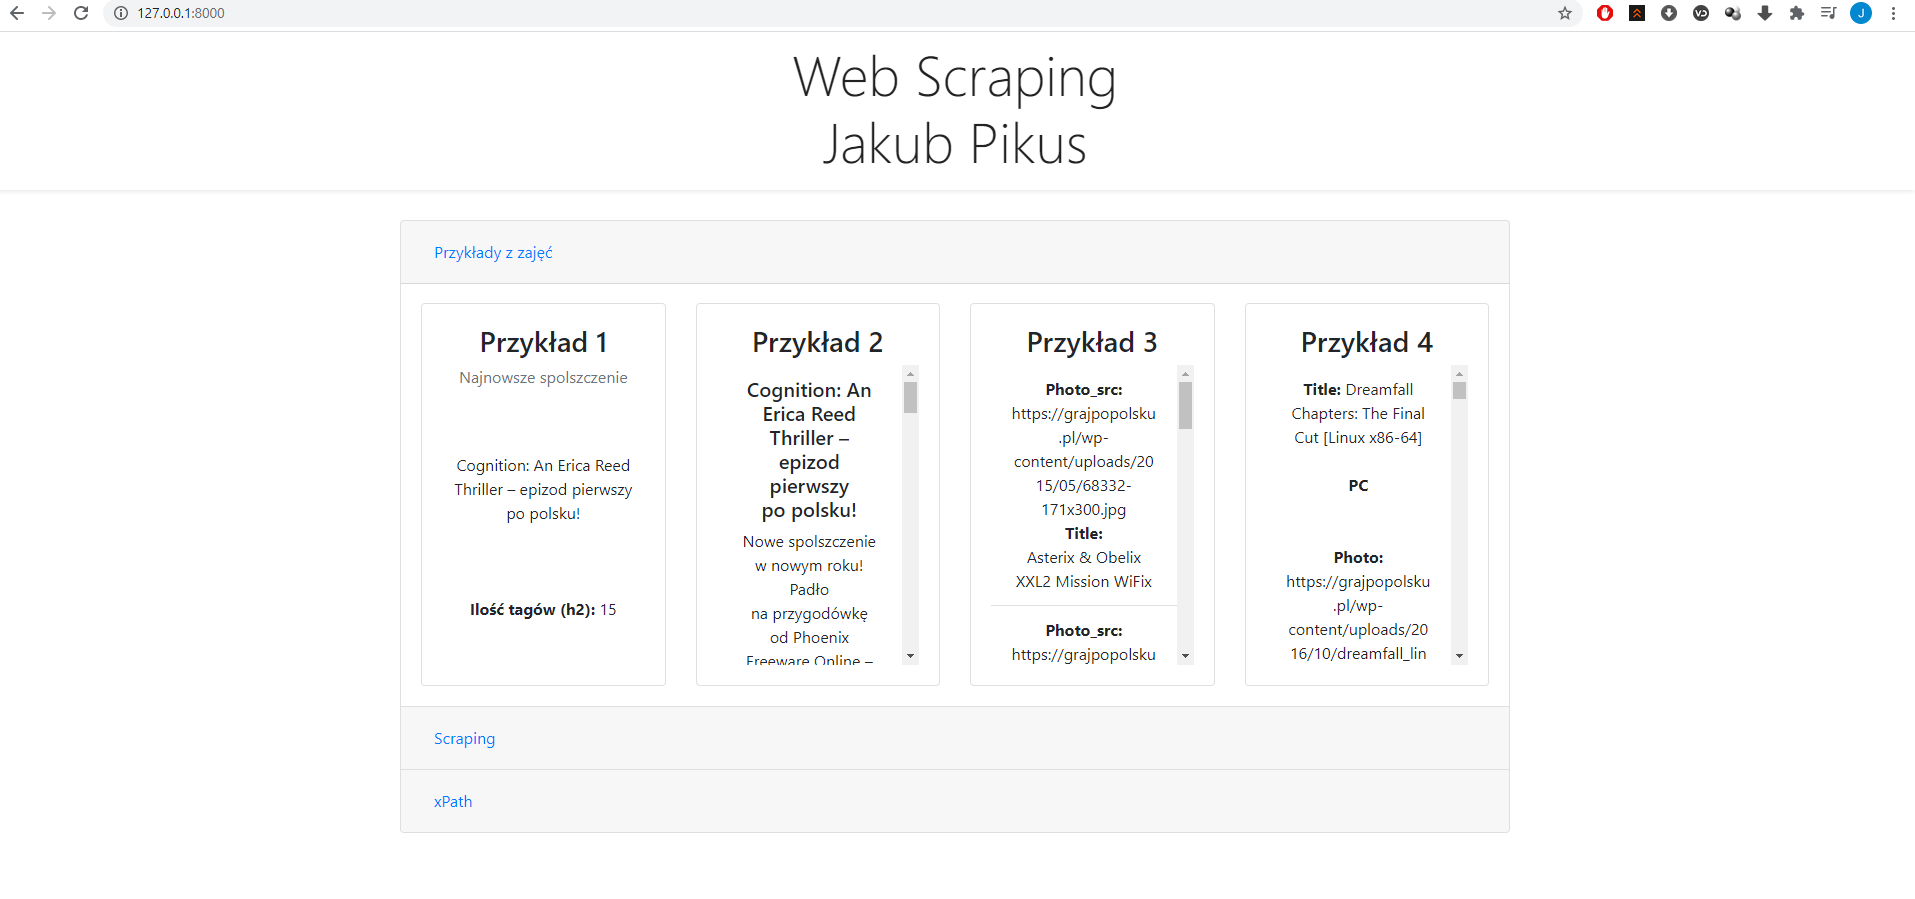 127.0.0.1:8000
J
Web Scraping
Jakub Pikus
Przykłady z zajęć
Przykład 1
Najnowsze spolszczenie
Cognition: An Erica Reed
Thriller – epizod pierwszy
po polsku!
Ilość tagów (h2): 15
Przykład 2
Cognition: An
Erica Reed
Thriller –
epizod
pierwszy
po polsku!
Nowe spolszczenie
w nowym roku!
Padło
na przygodówkę
od Phoenix
Freeware Online –
Przykład 3
Photo_src:
https://grajpopolsku
.pl/wp-
content/uploads/20
15/05/68332-
171x300.jpg
Title:
Asterix & Obelix
XXL2 Mission WiFix
Photo_src:
https://grajpopolsku
Przykład 4
Title: Dreamfall
Chapters: The Final
Cut [Linux x86-64]
PC
Photo:
https://grajpopolsku
.pl/wp-
content/uploads/20
16/10/dreamfall_lin
Scraping
xPath